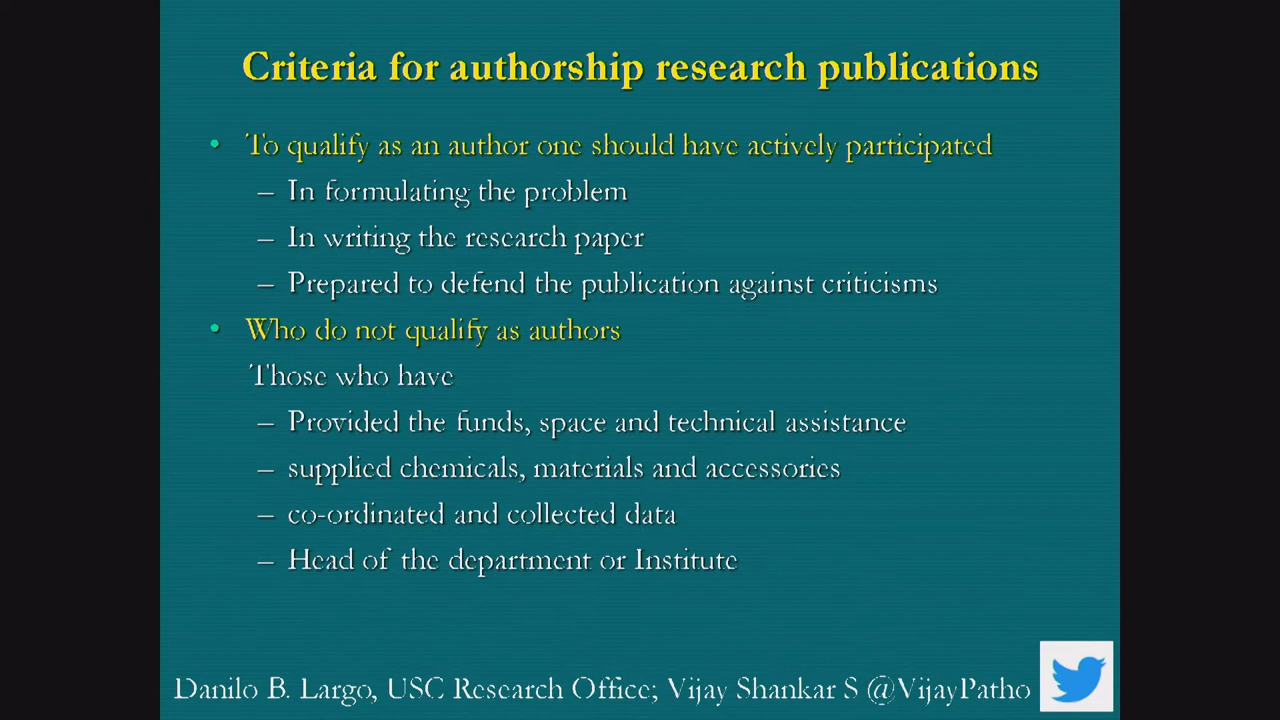 Criteria for authorship research publications
• To qualify as an author one should have actively participated
– In formulating the problem
– In writing the research paper
– Prepared to defend the publication against criticisms
• Who do not qualify as authors
Those who have
– Provided the funds, space and technical assistance
– supplied chemicals, materials and accessories
– co-ordinated and collected data
– Head of the department or Institute
Danilo B. Largo, USC Research Office; Vijay Shankar S @VijayPatho